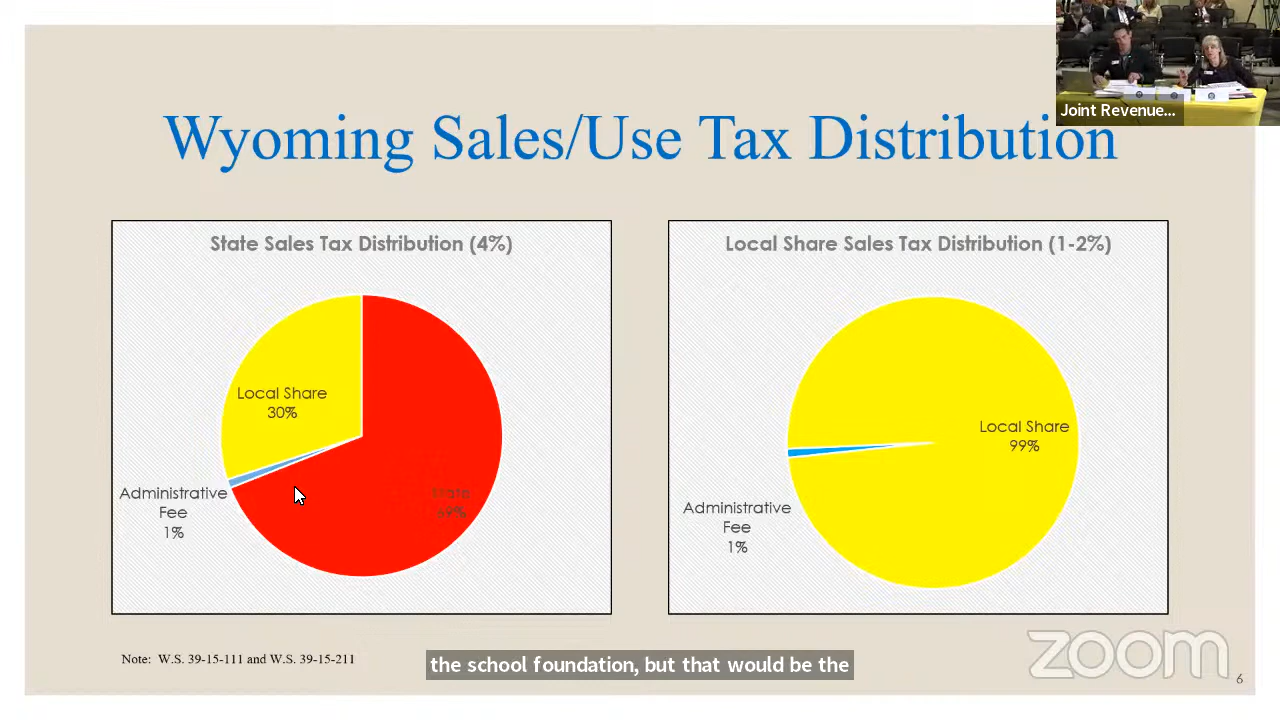 Joint Revenue...
Wyoming Sales/Use Tax Distribution
State Sales Tax Distribution (4%)
Local Share
30%
Administrative
Fee
1%
State
69%
Local Share Sales Tax Distribution (1-2%)
Local Share
99%
Administrative
Fee
1%
Note: W.S. 39-15-111 and W.S. 39-15-211
the school foundation, but that would be the
zoom
6